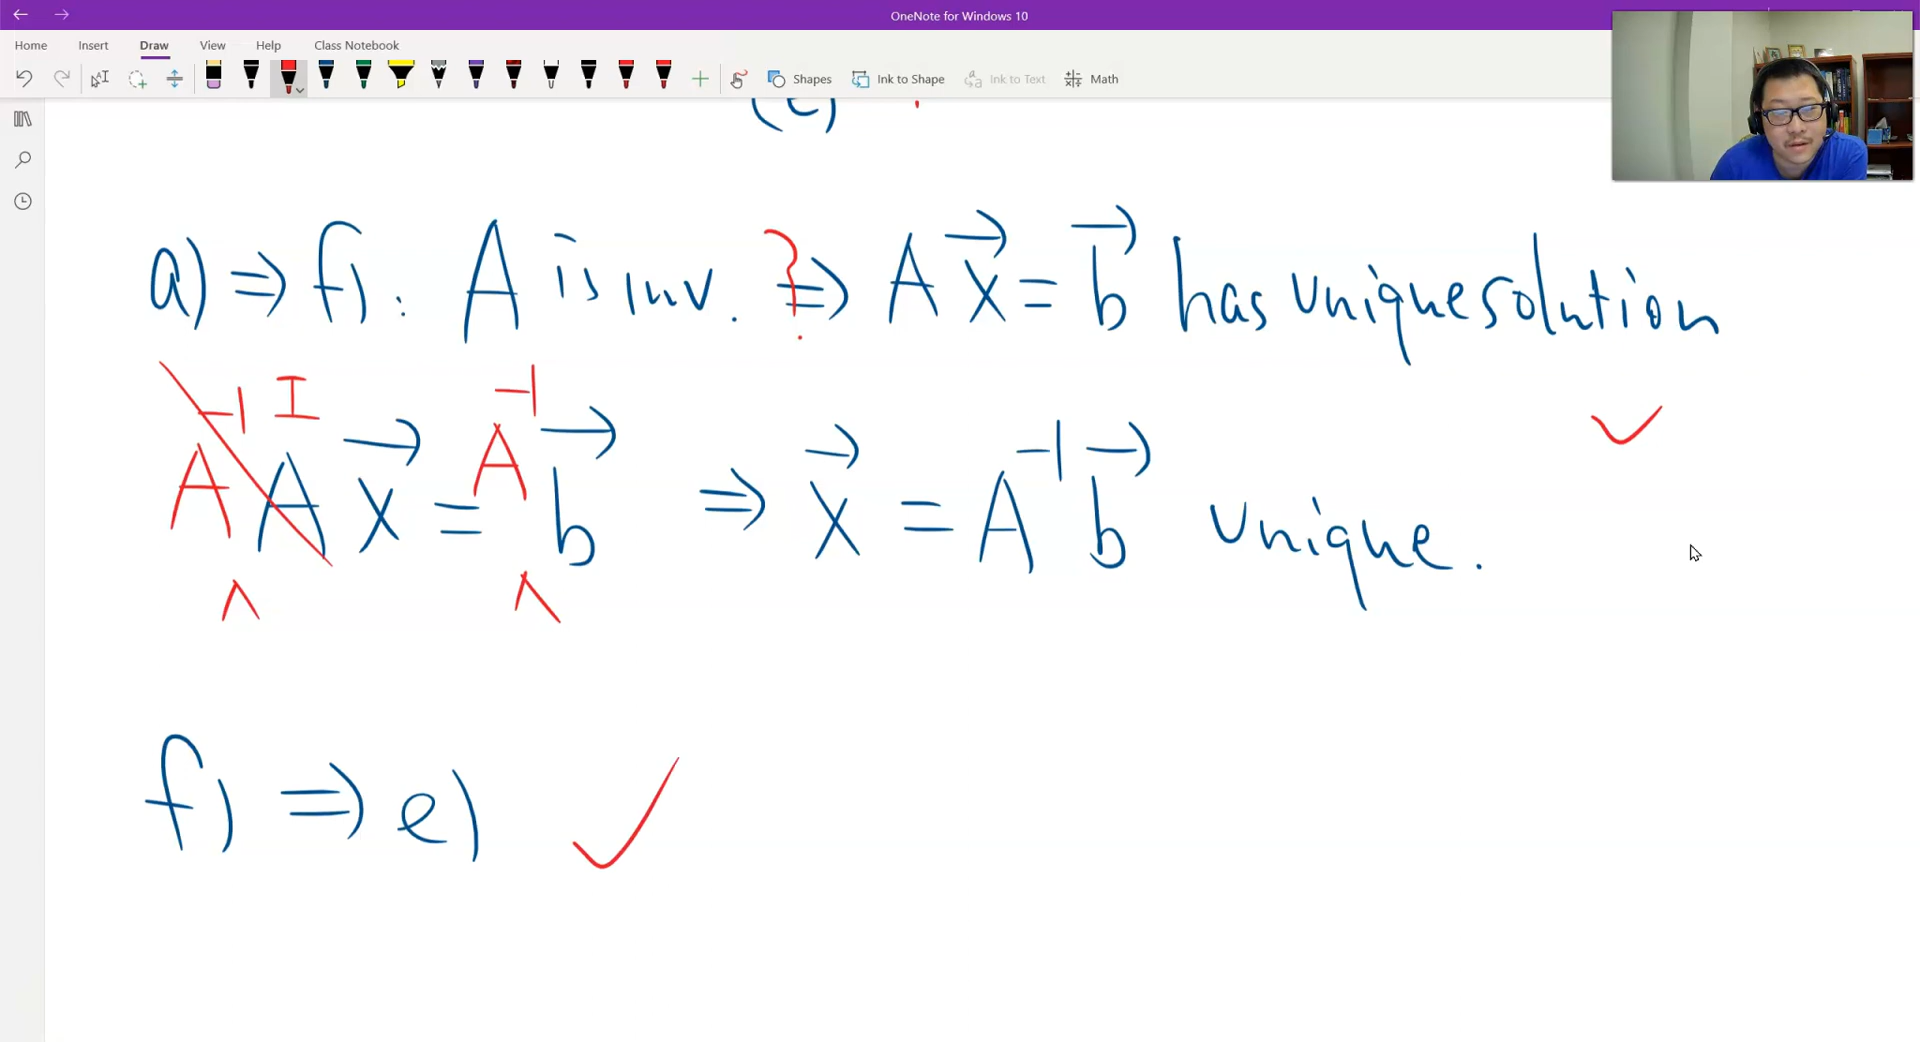 OneNote for Windows 10
Home Insert Draw View Help Class Notebook
Shapes Ink to Shape Ink to Text Math
a) ⇒ f): A is inv. ?⇒ A x⃗ = b⃗ has unique solution
A⁻¹ A I x⃗ = A⁻¹ b⃗ ⇒ x⃗ = A⁻¹ b⃗ unique.
f) ⇒ e) ✓